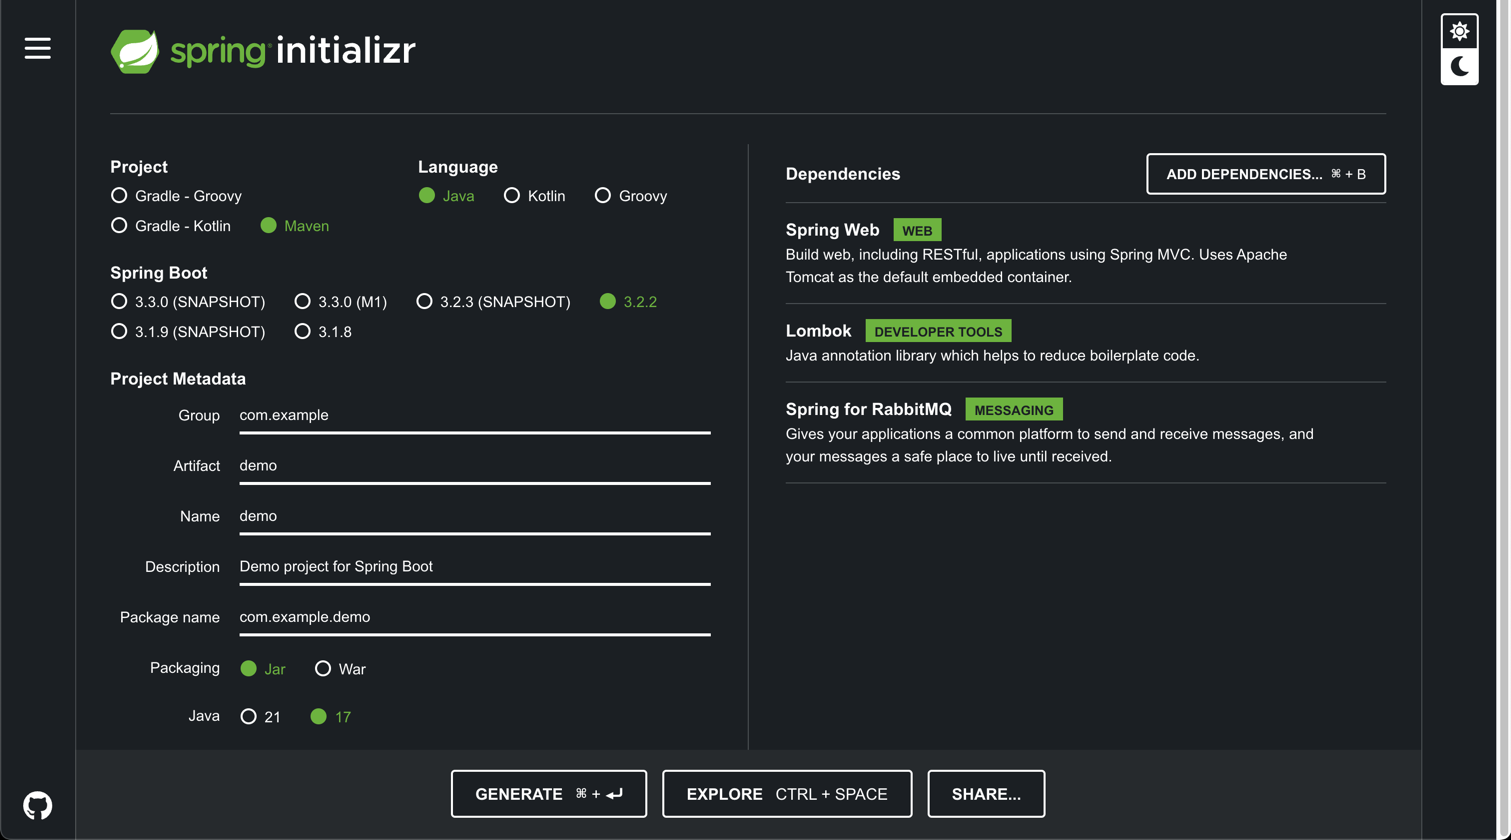 spring initializr
Project
Gradle - Groovy
Gradle - Kotlin Maven
Language
Java Kotlin Groovy
Spring Boot
3.3.0 (SNAPSHOT) 3.3.0 (M1) 3.2.3 (SNAPSHOT) 3.2.2
3.1.9 (SNAPSHOT) 3.1.8
Project Metadata
Group com.example
Artifact demo
Name demo
Description Demo project for Spring Boot
Package name com.example.demo
Packaging Jar War
Java 21 17
Dependencies
ADD DEPENDENCIES... ⌘ + B
Spring Web WEB
Build web, including RESTful, applications using Spring MVC. Uses Apache
Tomcat as the default embedded container.
Lombok DEVELOPER TOOLS
Java annotation library which helps to reduce boilerplate code.
Spring for RabbitMQ MESSAGING
Gives your applications a common platform to send and receive messages, and
your messages a safe place to live until received.
GENERATE ⌘ + ⏎
EXPLORE CTRL + SPACE
SHARE...